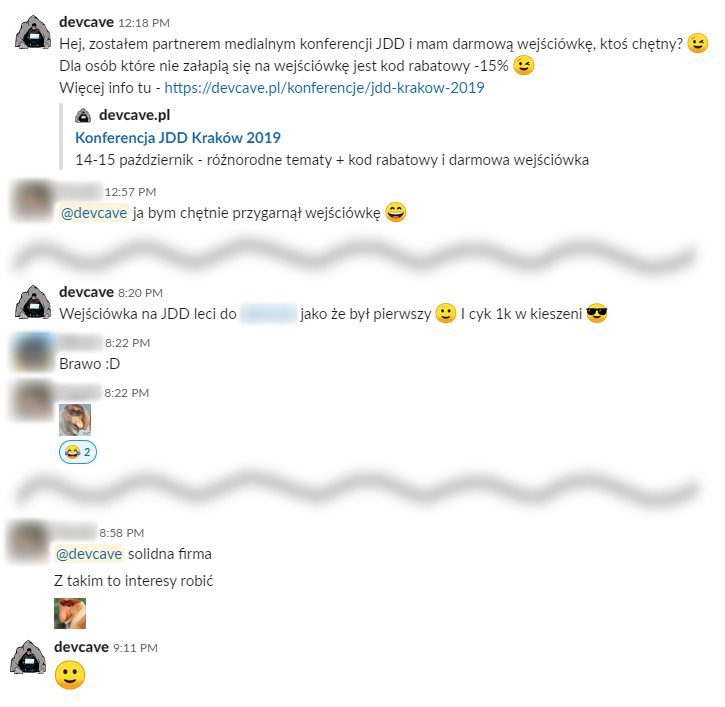 devcave 12:18 PM
Hej, zostałem partnerem medialnym konferencji JDD i mam darmową wejściówkę, ktoś chętny?
Dla osób które nie załapią się na wejściówkę jest kod rabatowy -15%
Więcej info tu - https://devcave.pl/konferencje/jdd-krakow-2019
devcave.pl
Konferencja JDD Kraków 2019
14-15 październik - różnorodne tematy + kod rabatowy i darmowa wejściówka
12:57 PM
@devcave ja bym chętnie przygarnął wejściówkę
devcave 8:20 PM
Wejściówka na JDD leci do jako że był pierwszy I cyk 1k w kieszeni
8:22 PM
Brawo :D
8:22 PM
2
8:58 PM
@devcave solidna firma
Z takim to interesy robić
devcave 9:11 PM